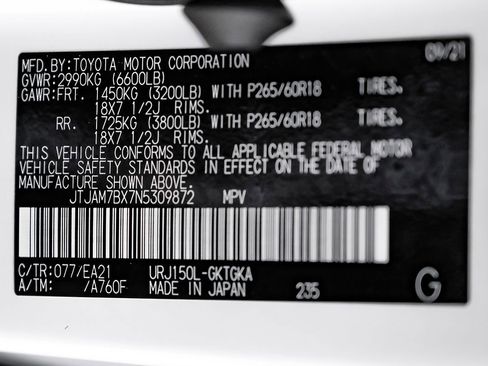 MFD. BY: TOYOTA MOTOR CORPORATION 09/21
GVWR: 2990KG (6600LB)
GAWR: FRT. 1450KG (3200LB) WITH P265/60R18 TIRES,
18X7 1/2J RIMS.
RR. 1725KG (3800LB) WITH P265/60R18 TIRES,
18X7 1/2J RIMS.
THIS VEHICLE CONFORMS TO ALL APPLICABLE FEDERAL MOTOR
VEHICLE SAFETY STANDARDS IN EFFECT ON THE DATE OF
MANUFACTURE SHOWN ABOVE.
JTJAM7BX7N5309872 MPV
C/TR: 077/EA21 URJ150L-GKTGKA
A/TM: /A760F MADE IN JAPAN 235 G